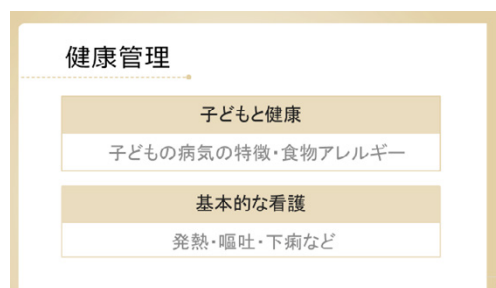 健康管理
子どもと健康
子どもの病気の特徴・食物アレルギー
基本的な看護
発熱・嘔吐・下痢など